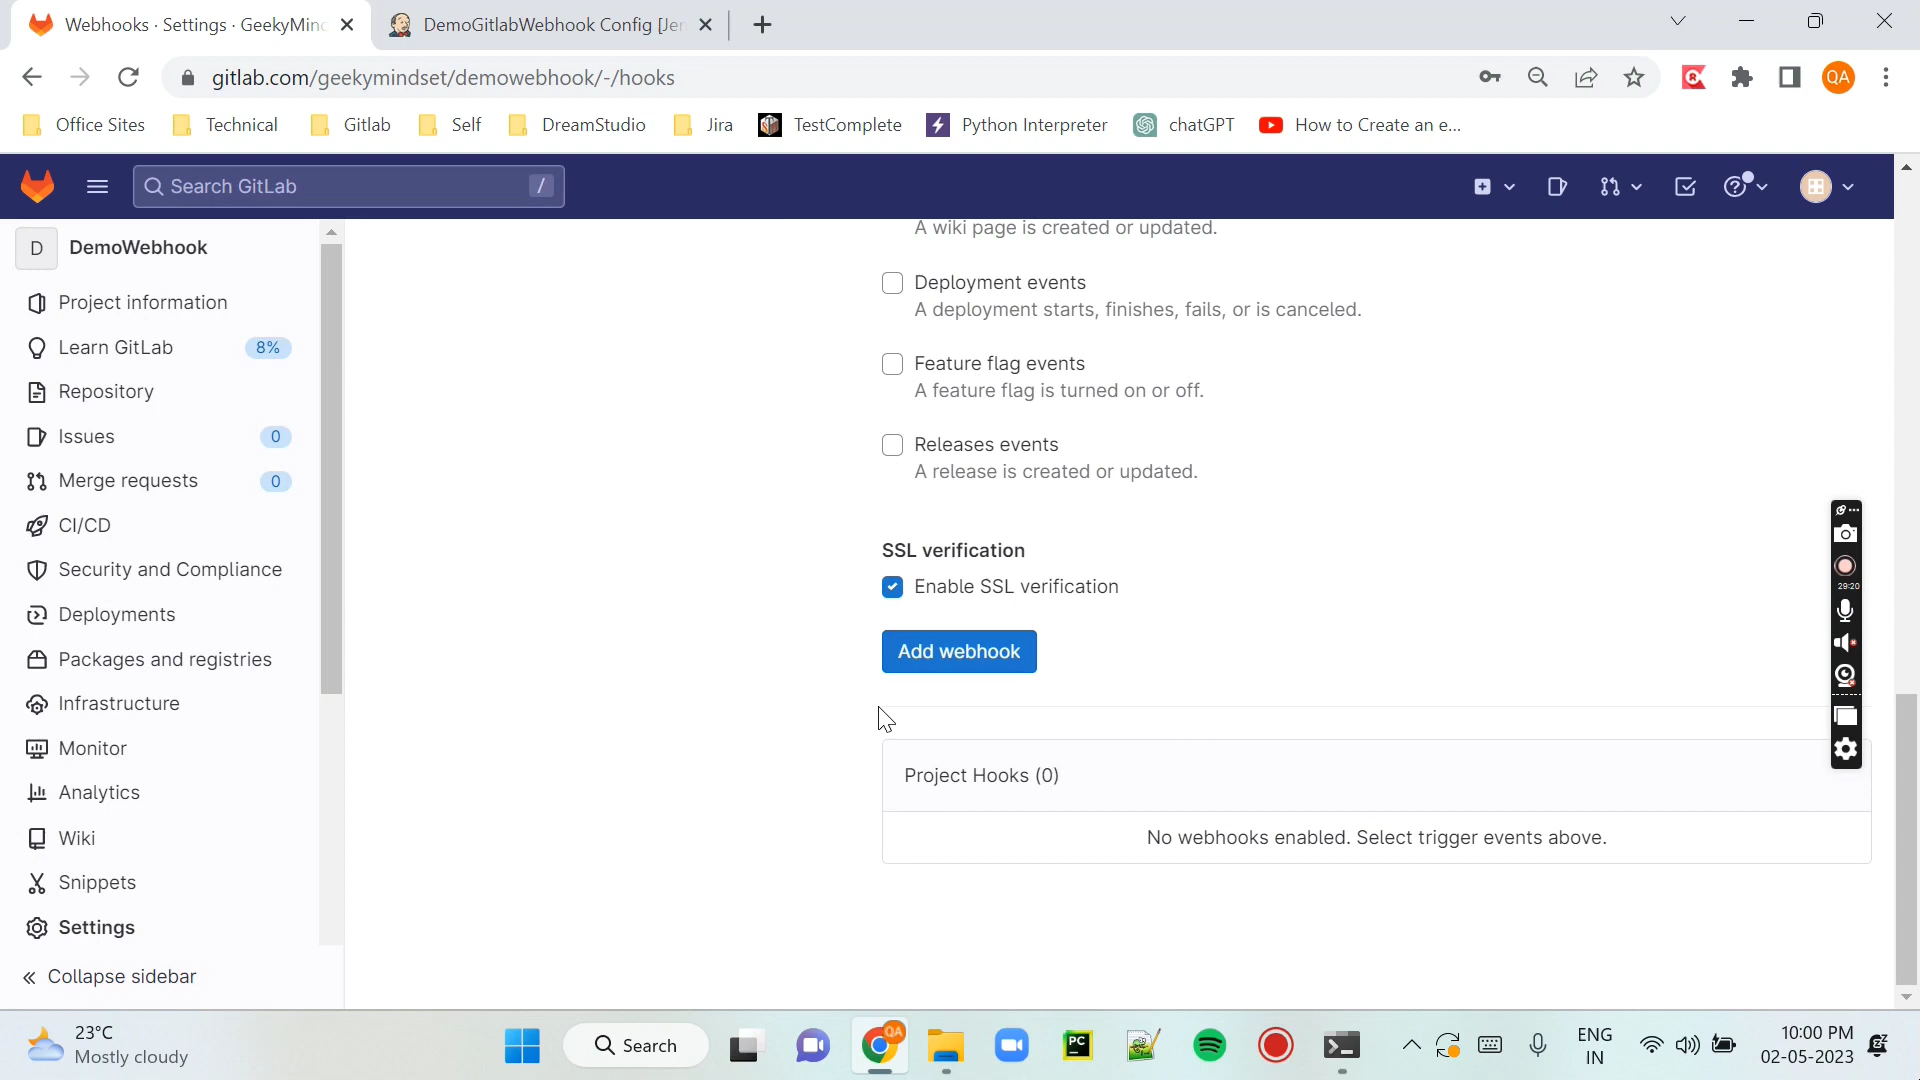 Webhooks · Settings · GeekyMin
DemoGitlabWebhook Config [Je
gitlab.com/geekymindset/demowebhook/-/hooks
QA
Office Sites
Technical
Gitlab
Self
DreamStudio
Jira
TestComplete
Python Interpreter
chatGPT
How to Create an e...
Search GitLab
/
D
DemoWebhook
Project information
Learn GitLab
8%
Repository
Issues
0
Merge requests
0
CI/CD
Security and Compliance
Deployments
Packages and registries
Infrastructure
Monitor
Analytics
Wiki
Snippets
Settings
Collapse sidebar
A wiki page is created or updated.
Deployment events
A deployment starts, finishes, fails, or is canceled.
Feature flag events
A feature flag is turned on or off.
Releases events
A release is created or updated.
SSL verification
Enable SSL verification
Add webhook
Project Hooks (0)
No webhooks enabled. Select trigger events above.
29:20
23°C
Mostly cloudy
Search
QA
PC
ENG
IN
10:00 PM
02-05-2023